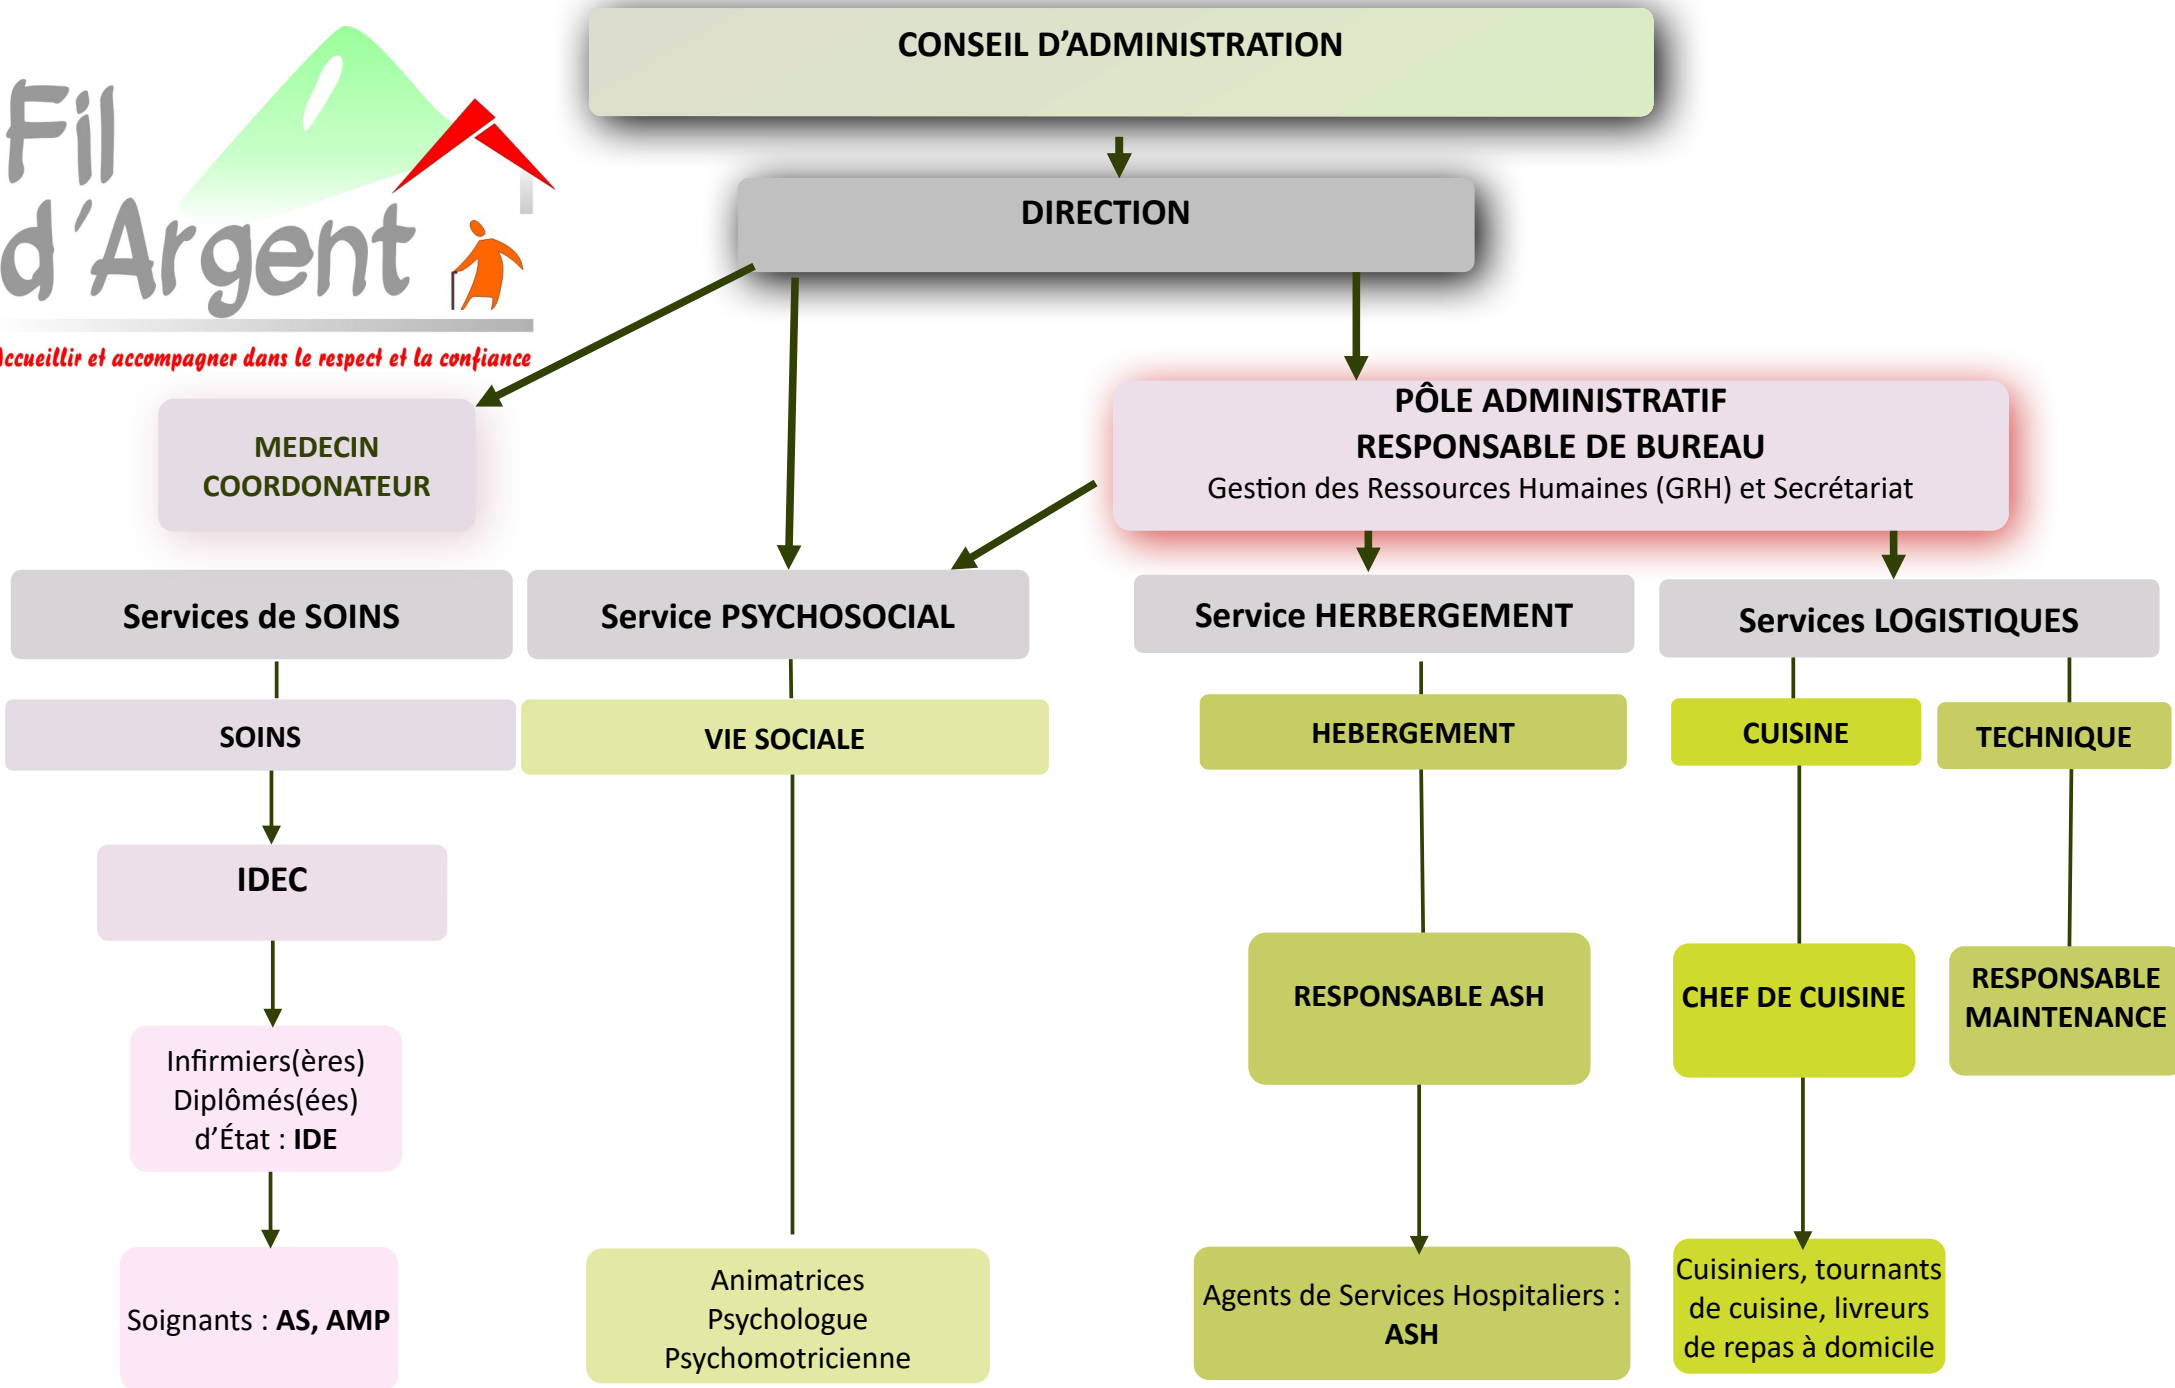 CONSEIL D’ADMINISTRATION
Fil
d’Argent
Accueillir et accompagner dans le respect et la confiance
DIRECTION
MEDECIN
COORDONATEUR
PÔLE ADMINISTRATIF
RESPONSABLE DE BUREAU
Gestion des Ressources Humaines (GRH) et Secrétariat
Services de SOINS
Service PSYCHOSOCIAL
Service HERBERGEMENT
Services LOGISTIQUES
SOINS
VIE SOCIALE
HEBERGEMENT
CUISINE
TECHNIQUE
IDEC
RESPONSABLE ASH
CHEF DE CUISINE
RESPONSABLE
MAINTENANCE
Infirmiers(ères)
Diplômés(ées)
d’État : IDE
Soignants : AS, AMP
Animatrices
Psychologue
Psychomotricienne
Agents de Services Hospitaliers :
ASH
Cuisiniers, tournants
de cuisine, livreurs
de repas à domicile